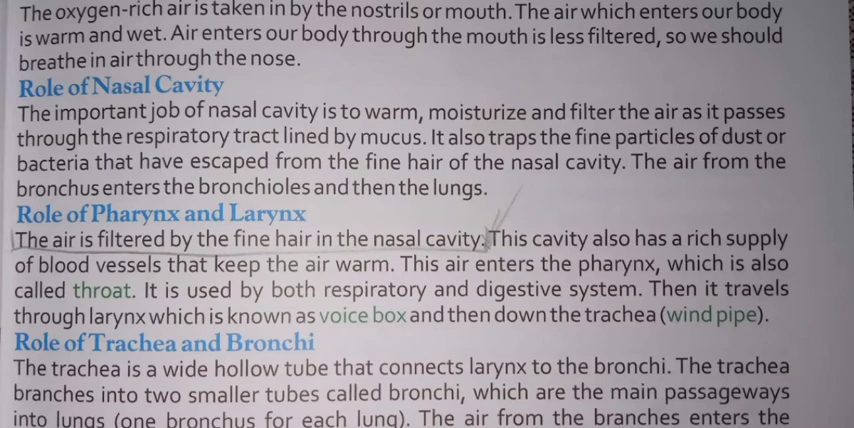 The oxygen-rich air is taken in by the nostrils or mouth. The air which enters our body
is warm and wet. Air enters our body through the mouth is less filtered, so we should
breathe in air through the nose.
Role of Nasal Cavity
The important job of nasal cavity is to warm, moisturize and filter the air as it passes
through the respiratory tract lined by mucus. It also traps the fine particles of dust or
bacteria that have escaped from the fine hair of the nasal cavity. The air from the
bronchus enters the bronchioles and then the lungs.
Role of Pharynx and Larynx
The air is filtered by the fine hair in the nasal cavity. This cavity also has a rich supply
of blood vessels that keep the air warm. This air enters the pharynx, which is also
called throat. It is used by both respiratory and digestive system. Then it travels
through larynx which is known as voice box and then down the trachea (wind pipe).
Role of Trachea and Bronchi
The trachea is a wide hollow tube that connects larynx to the bronchi. The trachea
branches into two smaller tubes called bronchi, which are the main passageways
into lungs (one bronchus for each lung). The air from the branches enters the